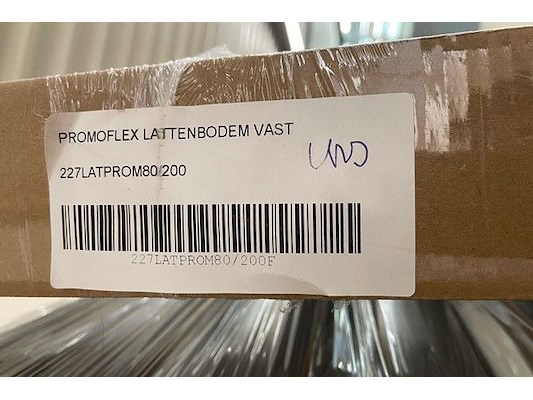 PROMOFLEX LATTENBODEM VAST
227LATPROM80/200
227LATPROM80/200F